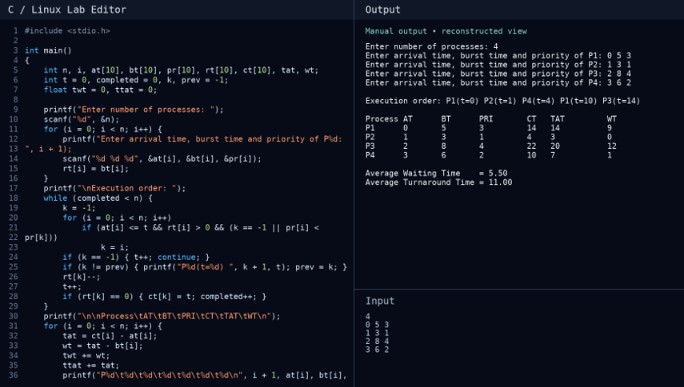 C / Linux Lab Editor
1 #include <stdio.h>
2
3 int main()
4 {
5 int n, i, at[10], bt[10], pr[10], rt[10], ct[10], tat, wt;
6 int t = 0, completed = 0, k, prev = -1;
7 float twt = 0, ttat = 0;
8
9 printf("Enter number of processes: ");
10 scanf("%d", &n);
11 for (i = 0; i < n; i++) {
12 printf("Enter arrival time, burst time and priority of P%d:
13 ", i + 1);
14 scanf("%d %d %d", &at[i], &bt[i], &pr[i]);
15 rt[i] = bt[i];
16 }
17 printf("\nExecution order: ");
18 while (completed < n) {
19 k = -1;
20 for (i = 0; i < n; i++)
21 if (at[i] <= t && rt[i] > 0 && (k == -1 || pr[i] <
22 pr[k]))
23 k = i;
24 if (k == -1) { t++; continue; }
25 if (k != prev) { printf("P%d(t=%d) ", k + 1, t); prev = k; }
26 rt[k]--;
27 t++;
28 if (rt[k] == 0) { ct[k] = t; completed++; }
29 }
30 printf("\n\nProcess\tAT\tBT\tPRI\tCT\tTAT\tWT\n");
31 for (i = 0; i < n; i++) {
32 tat = ct[i] - at[i];
33 wt = tat - bt[i];
34 twt += wt;
35 ttat += tat;
36 printf("P%d\t%d\t%d\t%d\t%d\t%d\t%d\n", i + 1, at[i], bt[i],
Output
Manual output • reconstructed view
Enter number of processes: 4
Enter arrival time, burst time and priority of P1: 0 5 3
Enter arrival time, burst time and priority of P2: 1 3 1
Enter arrival time, burst time and priority of P3: 2 8 4
Enter arrival time, burst time and priority of P4: 3 6 2
Execution order: P1(t=0) P2(t=1) P4(t=4) P1(t=10) P3(t=14)
Process AT BT PRI CT TAT WT
P1 0 5 3 14 14 9
P2 1 3 1 4 3 0
P3 2 8 4 22 20 12
P4 3 6 2 10 7 1
Average Waiting Time = 5.50
Average Turnaround Time = 11.00
Input
4
0 5 3
1 3 1
2 8 4
3 6 2